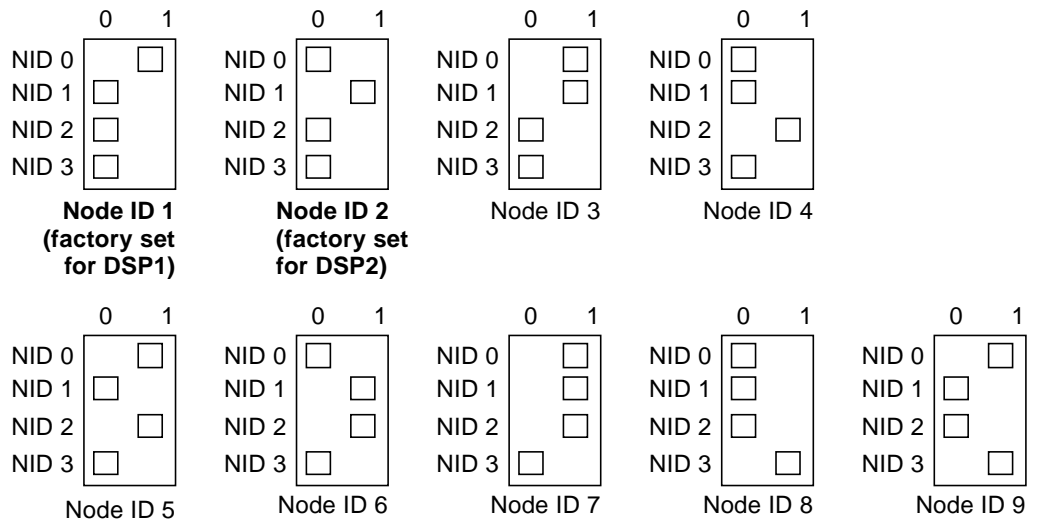 0 1 0 1 0 1 0 1
NID 0 NID 0 NID 0 NID 0
NID 1 NID 1 NID 1 NID 1
NID 2 NID 2 NID 2 NID 2
NID 3 NID 3 NID 3 NID 3
Node ID 1 Node ID 2 Node ID 3 Node ID 4
(factory set (factory set
for DSP1) for DSP2)
0 1 0 1 0 1 0 1 0 1
NID 0 NID 0 NID 0 NID 0 NID 0
NID 1 NID 1 NID 1 NID 1 NID 1
NID 2 NID 2 NID 2 NID 2 NID 2
NID 3 NID 3 NID 3 NID 3 NID 3
Node ID 5 Node ID 6 Node ID 7 Node ID 8 Node ID 9